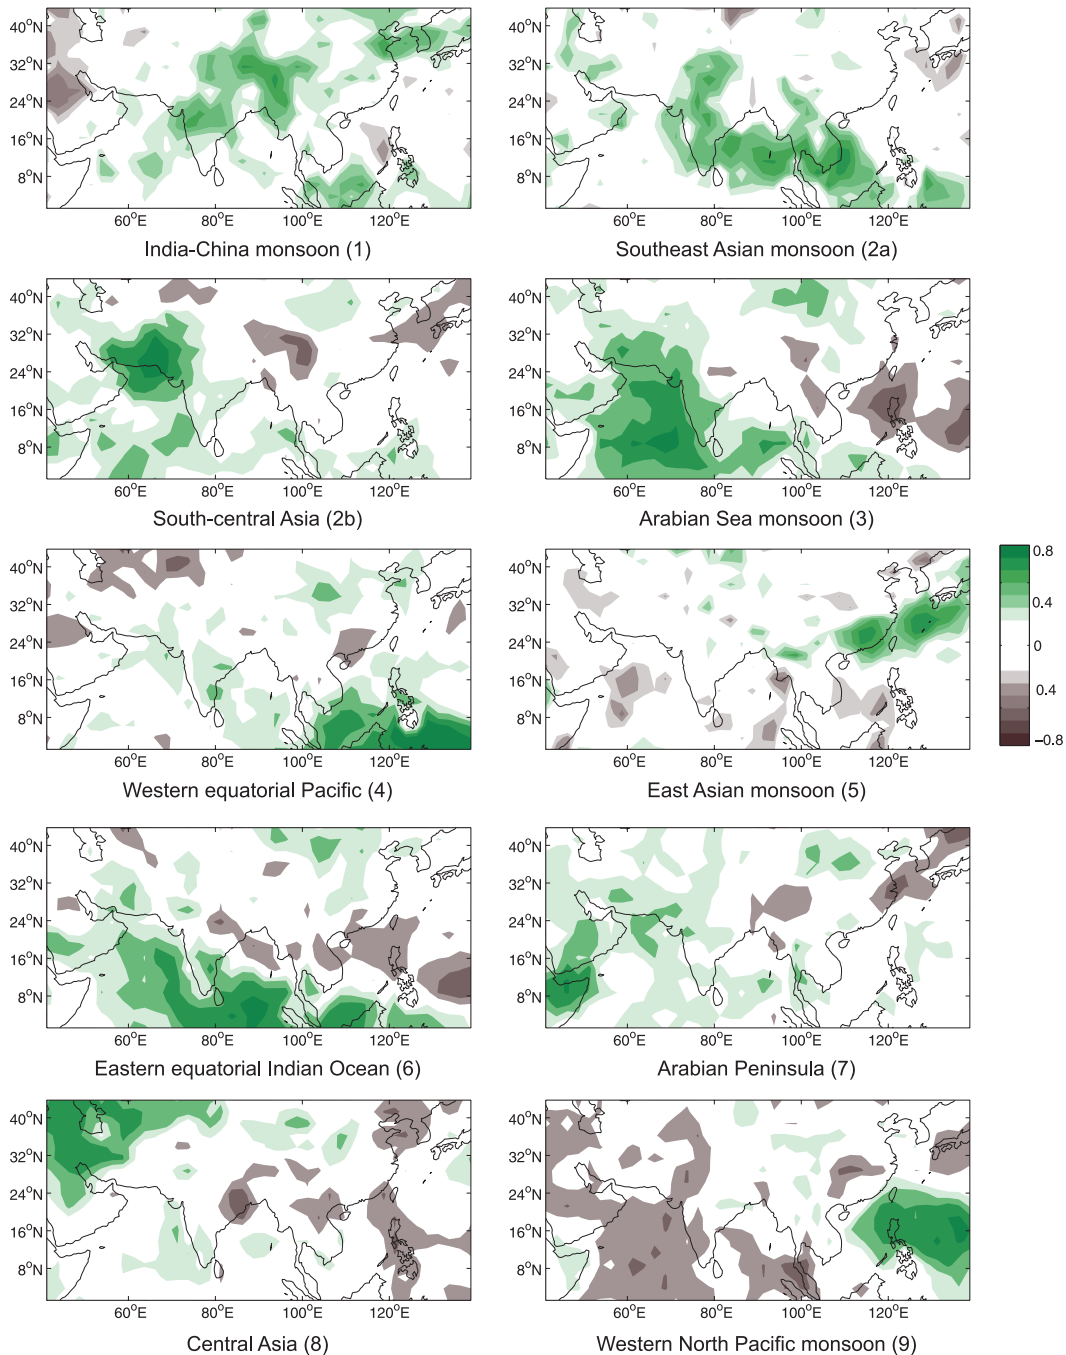 40°N 32°N 24°N 16°N 8°N
40°N 32°N 24°N 16°N 8°N
60°E 80°E 100°E 120°E
60°E 80°E 100°E 120°E
India-China monsoon (1)
Southeast Asian monsoon (2a)
40°N 32°N 24°N 16°N 8°N
40°N 32°N 24°N 16°N 8°N
60°E 80°E 100°E 120°E
60°E 80°E 100°E 120°E
South-central Asia (2b)
Arabian Sea monsoon (3)
40°N 32°N 24°N 16°N 8°N
40°N 32°N 24°N 16°N 8°N
0.8
0.4
0
0.4
−0.8
60°E 80°E 100°E 120°E
60°E 80°E 100°E 120°E
Western equatorial Pacific (4)
East Asian monsoon (5)
40°N 32°N 24°N 16°N 8°N
40°N 32°N 24°N 16°N 8°N
60°E 80°E 100°E 120°E
60°E 80°E 100°E 120°E
Eastern equatorial Indian Ocean (6)
Arabian Peninsula (7)
40°N 32°N 24°N 16°N 8°N
40°N 32°N 24°N 16°N 8°N
60°E 80°E 100°E 120°E
60°E 80°E 100°E 120°E
Central Asia (8)
Western North Pacific monsoon (9)